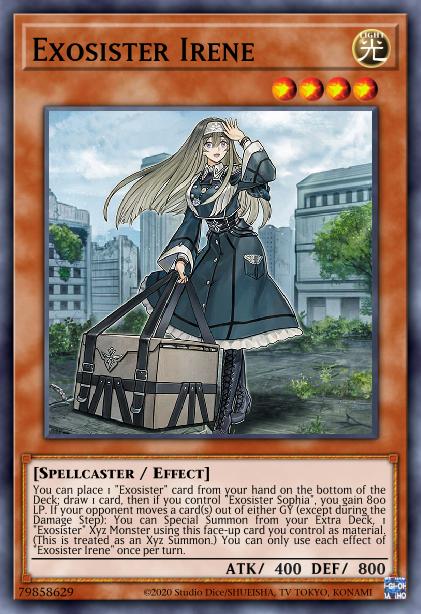 Exosister Irene
LIGHT
光
[Spellcaster / Effect]
You can place 1 "Exosister" card from your hand on the bottom of the
Deck; draw 1 card, then if you control "Exosister Sophia", you gain 800
LP. If your opponent moves a card(s) out of either GY (except during the
Damage Step): You can Special Summon from your Extra Deck, 1
"Exosister" Xyz Monster using this face-up card you control as material.
(This is treated as an Xyz Summon.) You can only use each effect of
"Exosister Irene" once per turn.
ATK/ 400 DEF/ 800
79858629
©2020 Studio Dice/SHUEISHA, TV TOKYO, KONAMI